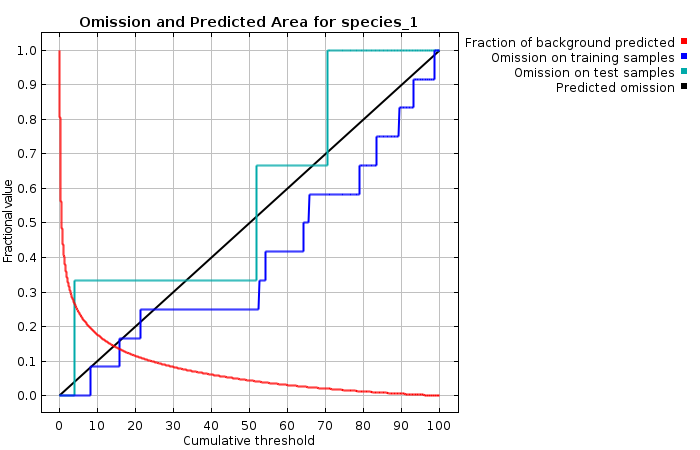 Omission and Predicted Area for species_1
Fraction of background predicted
Omission on training samples
Omission on test samples
Predicted omission
Fractional value
1.0
0.9
0.8
0.7
0.6
0.5
0.4
0.3
0.2
0.1
0.0
0 10 20 30 40 50 60 70 80 90 100
Cumulative threshold